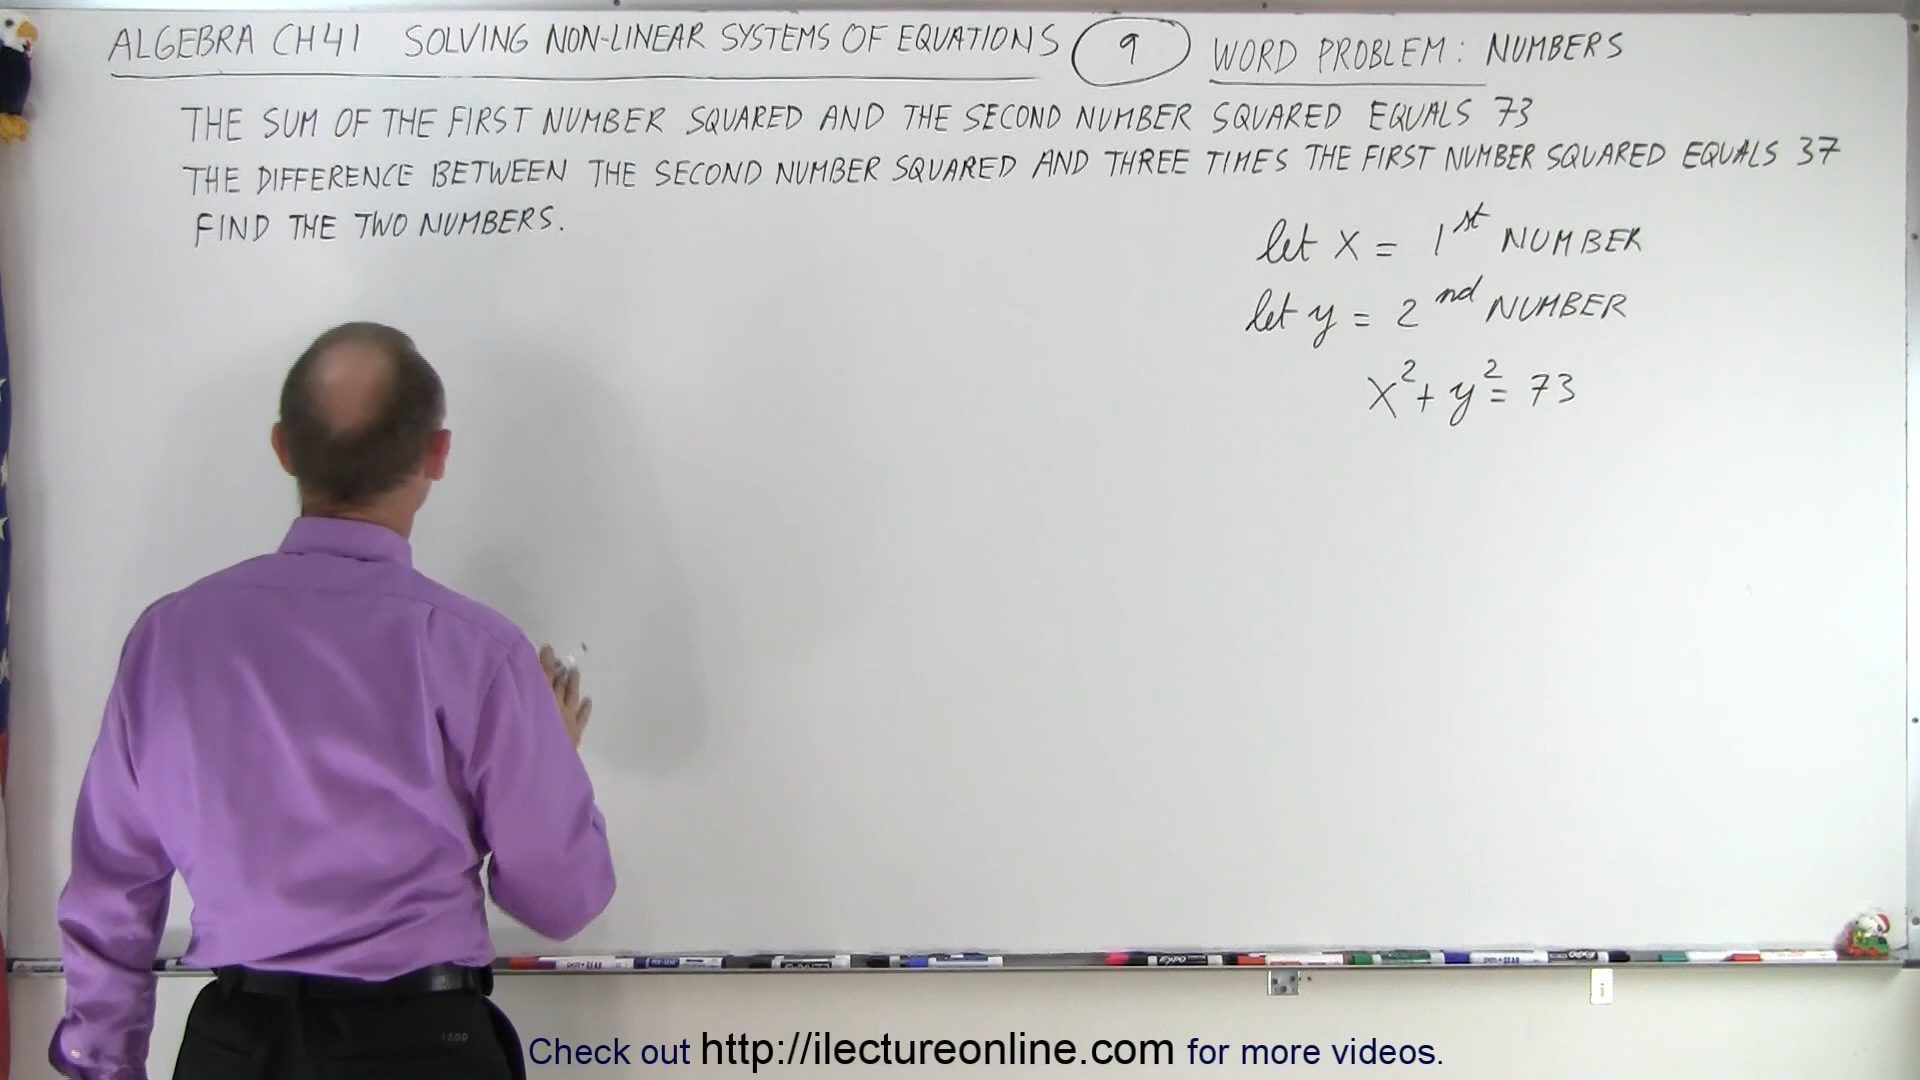 ALGEBRA CH 41 SOLVING NON-LINEAR SYSTEMS OF EQUATIONS 9 WORD PROBLEM: NUMBERS
THE SUM OF THE FIRST NUMBER SQUARED AND THE SECOND NUMBER SQUARED EQUALS 73
THE DIFFERENCE BETWEEN THE SECOND NUMBER SQUARED AND THREE TIMES THE FIRST NUMBER SQUARED EQUALS 37
FIND THE TWO NUMBERS.
let x = 1st NUMBER
let y = 2nd NUMBER
x² + y² = 73
IZOD
Check out http://ilectureonline.com for more videos.